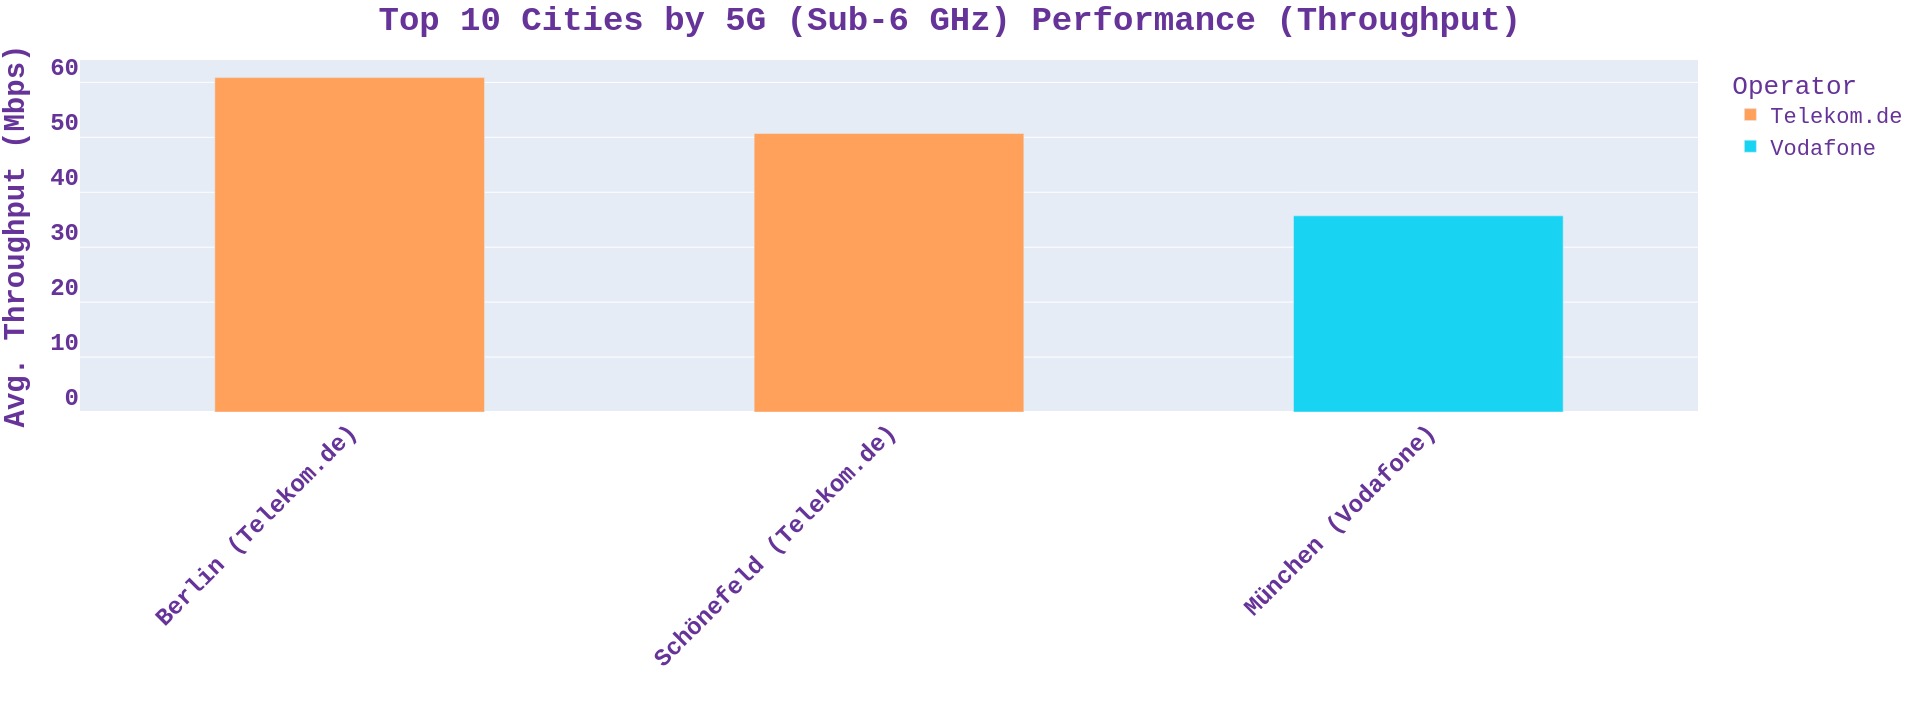 Top 10 Cities by 5G (Sub-6 GHz) Performance (Throughput)
Avg. Throughput (Mbps)
60
50
40
30
20
10
0
Berlin (Telekom.de)
Schönefeld (Telekom.de)
München (Vodafone)
Operator
Telekom.de
Vodafone